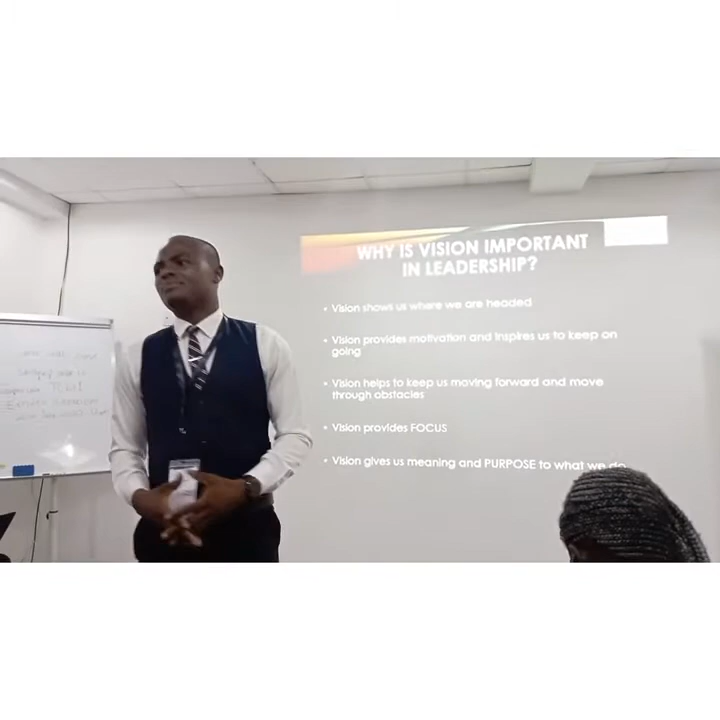 WHY IS VISION IMPORTANT
IN LEADERSHIP?
• Vision shows us where we are headed
• Vision provides motivation and inspires us to keep on
going
• Vision helps to keep us moving forward and move
through obstacles
• Vision provides FOCUS
• Vision gives us meaning and PURPOSE to what we do